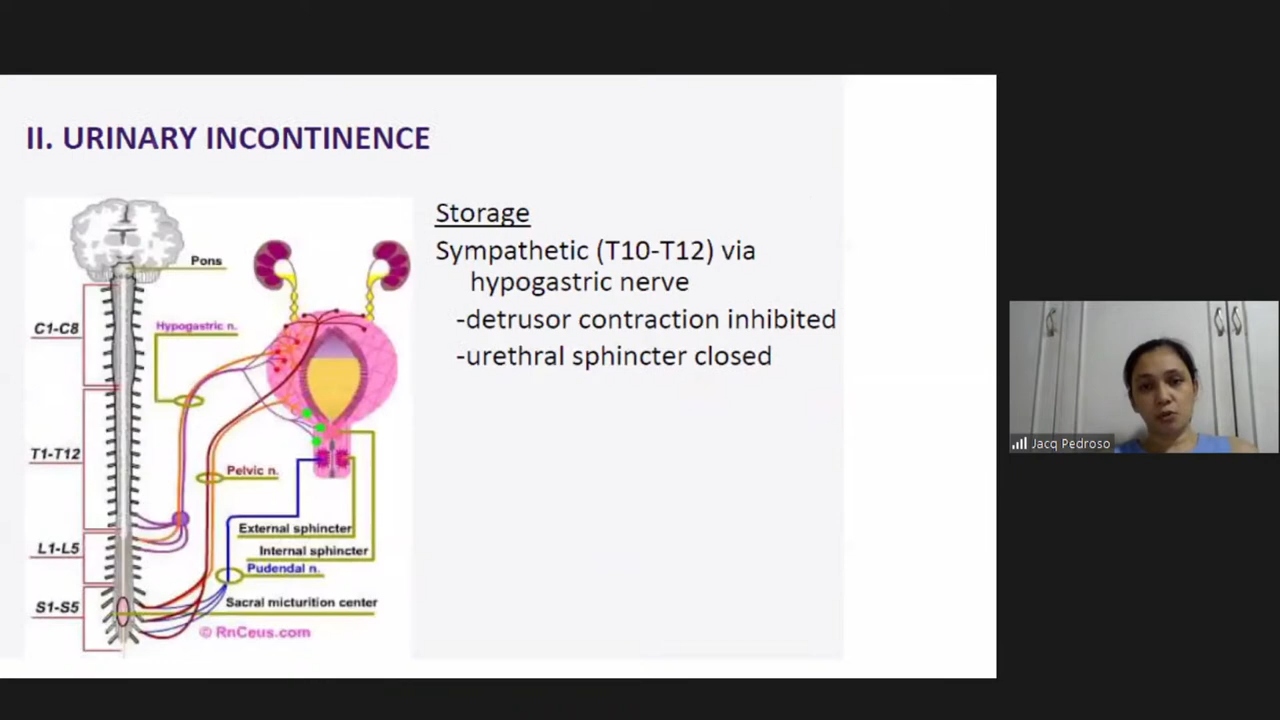 II. URINARY INCONTINENCE
Storage
Sympathetic (T10-T12) via
hypogastric nerve
-detrusor contraction inhibited
-urethral sphincter closed
Pons
C1-C8
Hypogastric n.
T1-T12
Pelvic n.
External sphincter
L1-L5
Internal sphincter
Pudendal n.
S1-S5
Sacral micturition center
© RnCeus.com
Jacq Pedroso